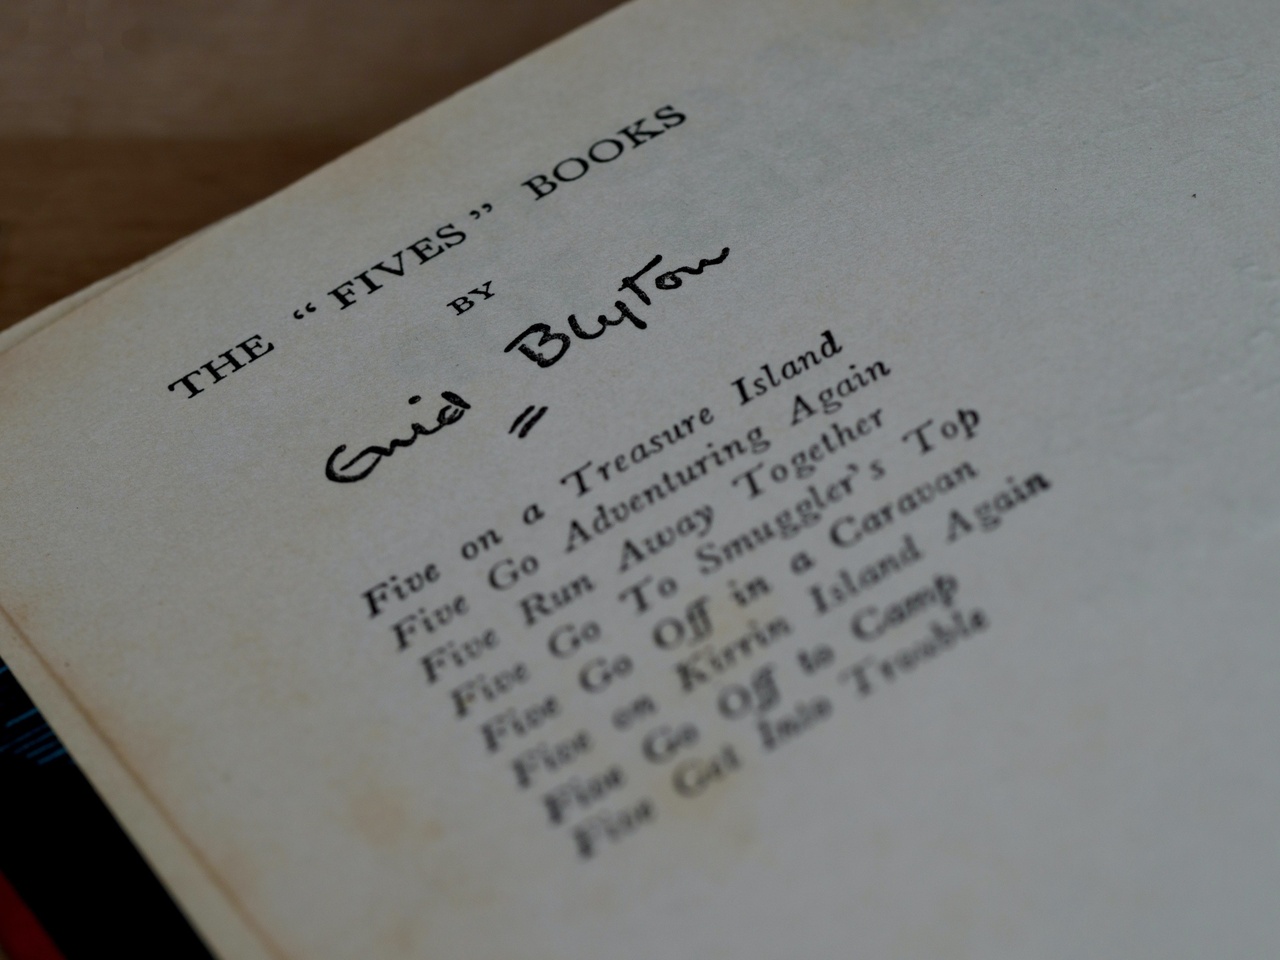 THE “ FIVES ” BOOKS
BY
Enid Blyton
Five on a Treasure Island
Five Go Adventuring Again
Five Run Away Together
Five Go To Smuggler's Top
Five Go Off in a Caravan
Five on Kirrin Island Again
Five Go Off to Camp
Five Get Into Trouble